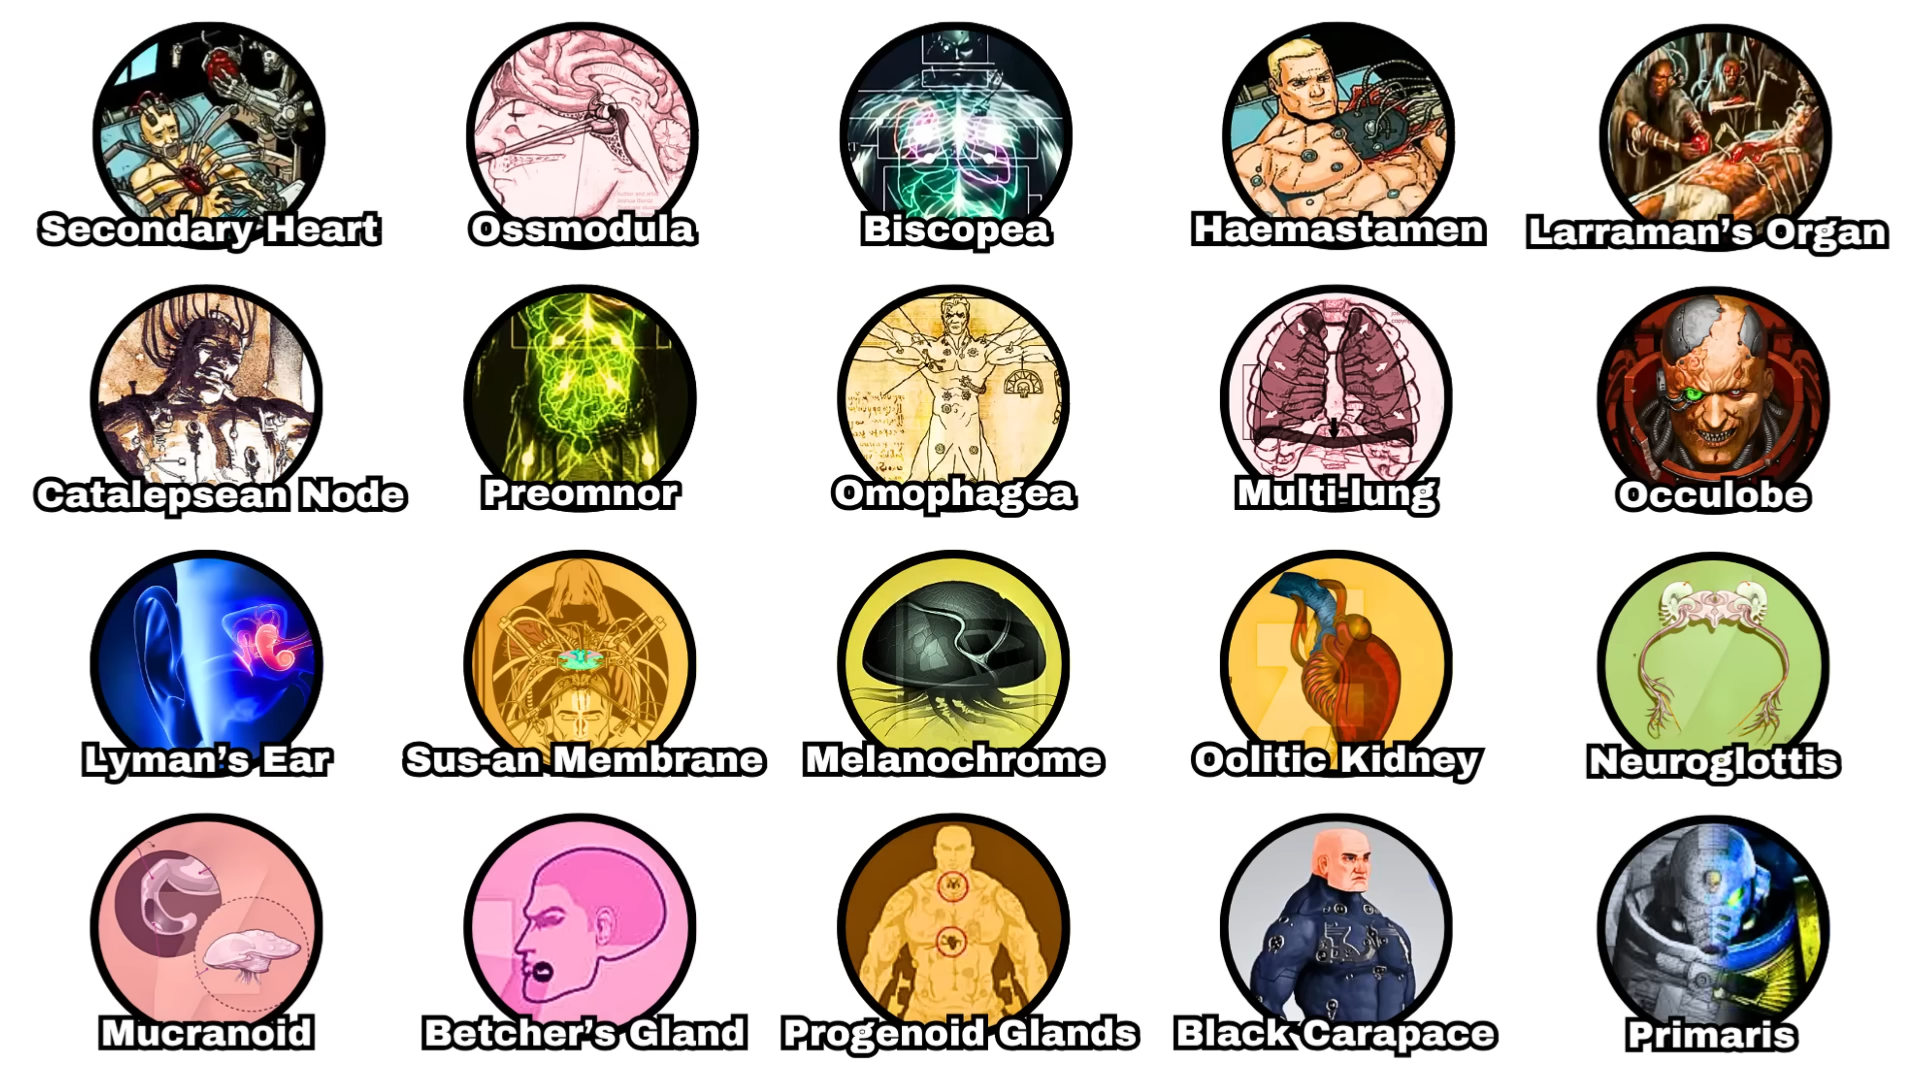 Secondary Heart
Ossmodula
Biscopea
Haemastamen
Larraman's Organ
Catalepsean Node
Preomnor
Omophagea
Multi-lung
Occulobe
Lyman's Ear
Sus-an Membrane
Melanochrome
Oolitic Kidney
Neuroglottis
Mucranoid
Betcher's Gland
Progenoid Glands
Black Carapace
Primaris